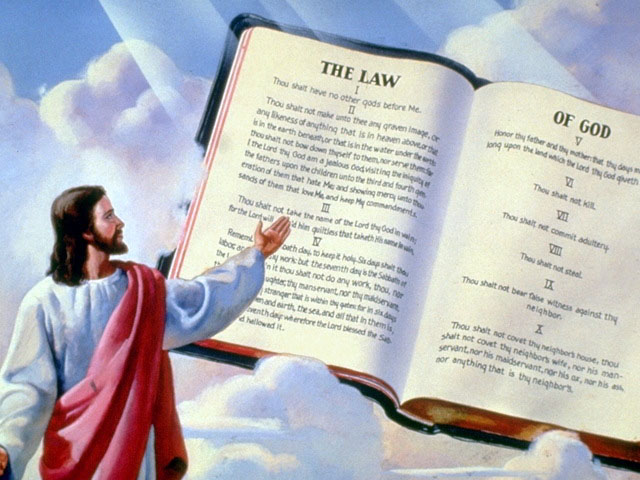 THE LAW
I
Thou shalt have no other gods before Me.
II
Thou shalt not make unto thee any graven image, or
any likeness of anything that is in heaven above, or that
is in the earth beneath, or that is in the water under the earth:
thou shalt not bow down thyself to them, nor serve them: for
I the Lord thy God am a jealous God, visiting the iniquity of
the fathers upon the children unto the third and fourth gen-
eration of them that hate Me; and showing mercy unto thou-
sands of them that love Me, and keep My commandments.
III
Thou shalt not take the name of the Lord thy God in vain;
for the Lord will him guiltless that taketh His name in vain.
IV
Remem bath day, to keep it holy. Six days shalt thou
labor, an thy work: but the seventh day is the Sabbath of
the in it thou shalt not do any work, thou, nor
aughter, thy manservant, nor thy maidservant,
stranger that is within thy gates: for in six days
en and earth, the sea, and all that in them is,
venth day: wherefore the Lord blessed the Sab-
d hallowed it.
OF GOD
V
Honor thy father and thy mother: that thy days m
long upon the land which the Lord thy God giveth
VI
Thou shalt not kill.
VII
Thou shalt not commit adultery.
VIII
Thou shalt not steal.
IX
Thou shalt not bear false witness against thy
neighbor.
X
Thou shalt not covet thy neighbor's house, thou
shalt not covet thy neighbor's wife, nor his man-
servant, nor his maidservant, nor his ox, nor his ass,
nor anything that is thy neighbor's.